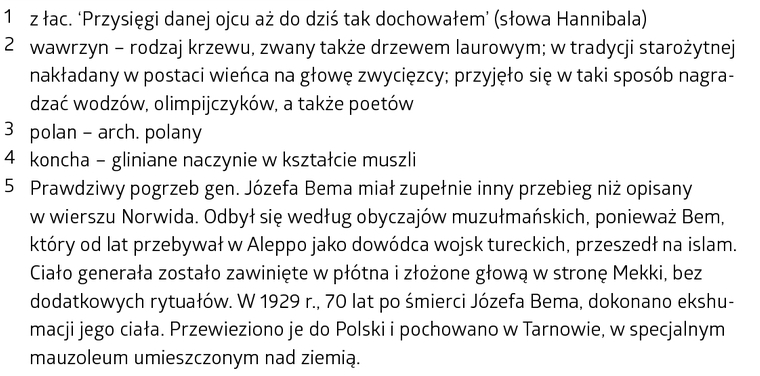 1 z łac. ‘Przysięgi danej ojcu aż do dziś tak dochowałem’ (słowa Hannibala)
2 wawrzyn – rodzaj krzewu, zwany także drzewem laurowym; w tradycji starożytnej
nakładany w postaci wieńca na głowę zwycięzcy; przyjęło się w taki sposób nagra-
dzać wodzów, olimpijczyków, a także poetów
3 polan – arch. polany
4 koncha – gliniane naczynie w kształcie muszli
5 Prawdziwy pogrzeb gen. Józefa Bema miał zupełnie inny przebieg niż opisany
w wierszu Norwida. Odbył się według obyczajów muzułmańskich, ponieważ Bem,
który od lat przebywał w Aleppo jako dowódca wojsk tureckich, przeszedł na islam.
Ciało generała zostało zawinięte w płótna i złożone głową w stronę Mekki, bez
dodatkowych rytuałów. W 1929 r., 70 lat po śmierci Józefa Bema, dokonano ekshu-
macji jego ciała. Przewieziono je do Polski i pochowano w Tarnowie, w specjalnym
mauzoleum umieszczonym nad ziemią.